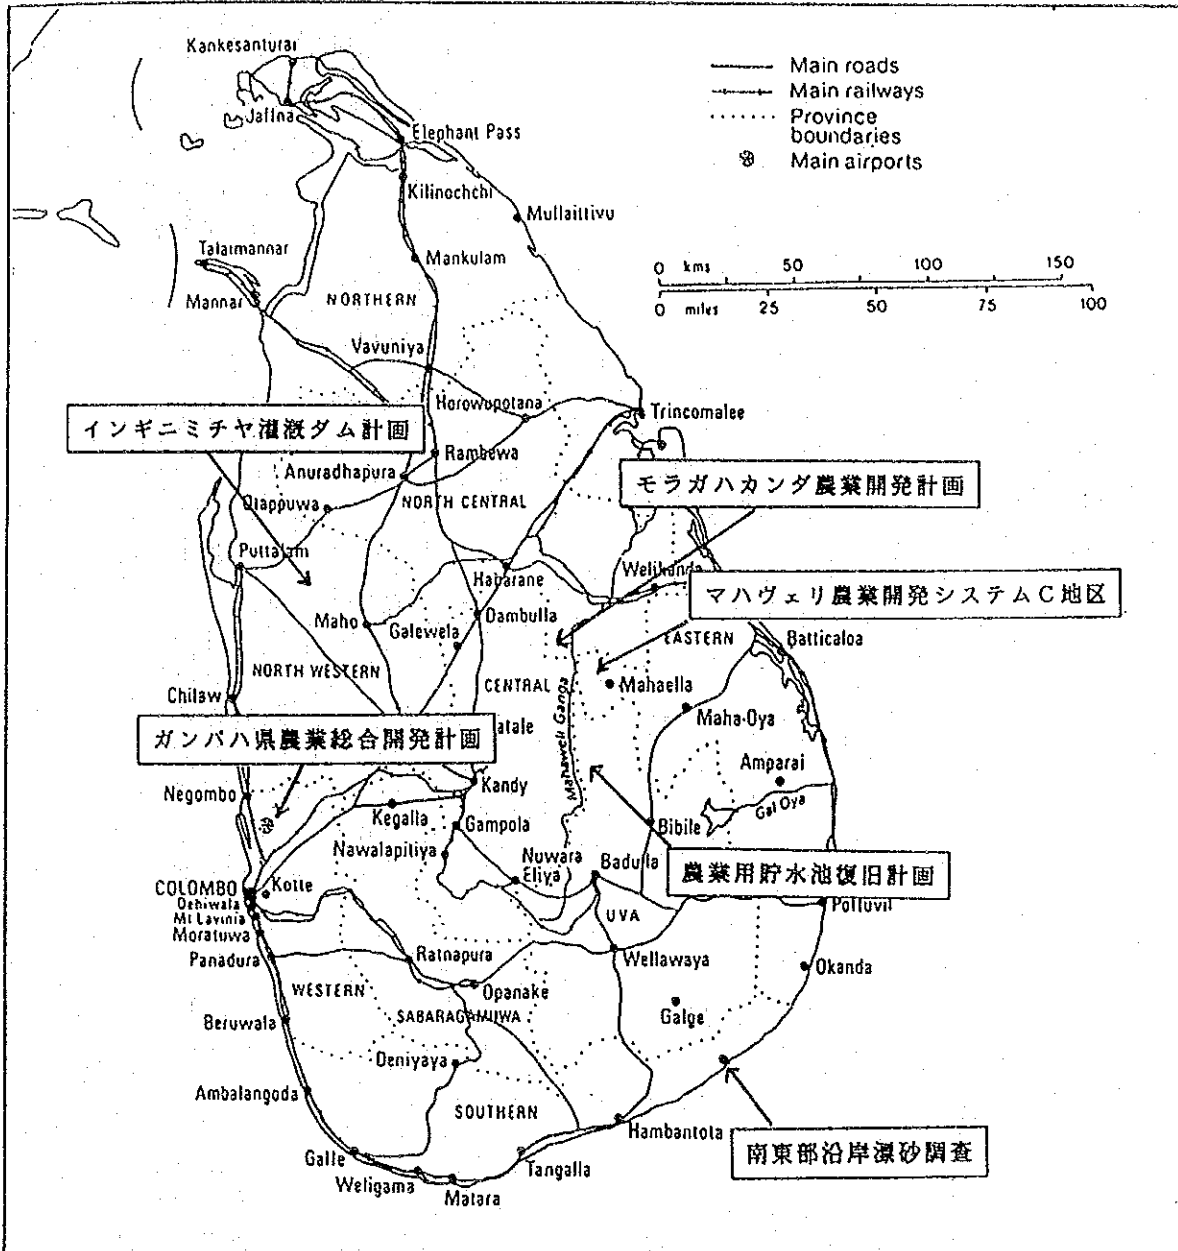 Kankesanturai
Jaffna
Elephant Pass
Kilinochchi
Mullaittivu
Main roads
Main railways
Province
boundaries
Main airports
Talaimannar
Mankulam
Mannar
NORTHERN
0 kms 50 100 150
0 miles 25 50 75 100
Vavuniya
Horowupotana
Trincomalee
インギニミチヤ灌漑ダム計画
Rambewa
Anuradhapura
モラガハカンダ農業開発計画
NORTH CENTRAL
Puttalam
Habarane
Welikanda
マハヴェリ農業開発システムC地区
Maho
Dambulla
Galewela
EASTERN
Batticaloa
NORTH WESTERN
CENTRAL
Mahaella
Chilaw
Mahaweli Ganga
Maha-Oya
ガンパハ県農業総合開発計画
atale
Amparai
Negombo
Kandy
Kegalla
Gal Oya
Gampola
Bibile
Nawalapitiya
Nuwara
Eliya
Badulla
農業用貯水池復旧計画
COLOMBO
Kotte
Dehiwala
Mt Lavinia
Moratuwa
Pottuvil
UVA
Panadura
Ratnapura
Wellawaya
Okanda
WESTERN
Opanake
Galge
SABARAGAMUWA
Beruwala
Deniyaya
Ambalangoda
SOUTHERN
Hambantota
南東部沿岸漂砂調査
Galle
Tangalla
Weligama
Matara